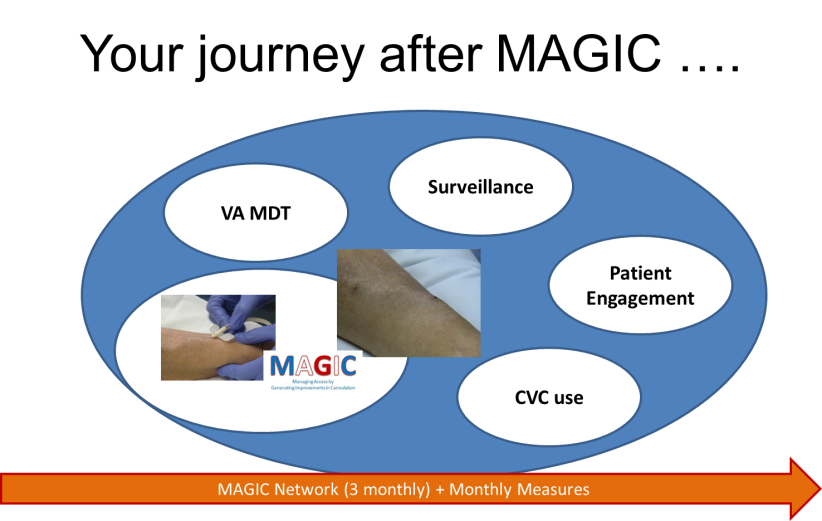 Your journey after MAGIC ….
Surveillance
VA MDT
Patient
Engagement
MAGIC
Managing Access by
Generating Improvements in Cannulation
CVC use
MAGIC Network (3 monthly) + Monthly Measures